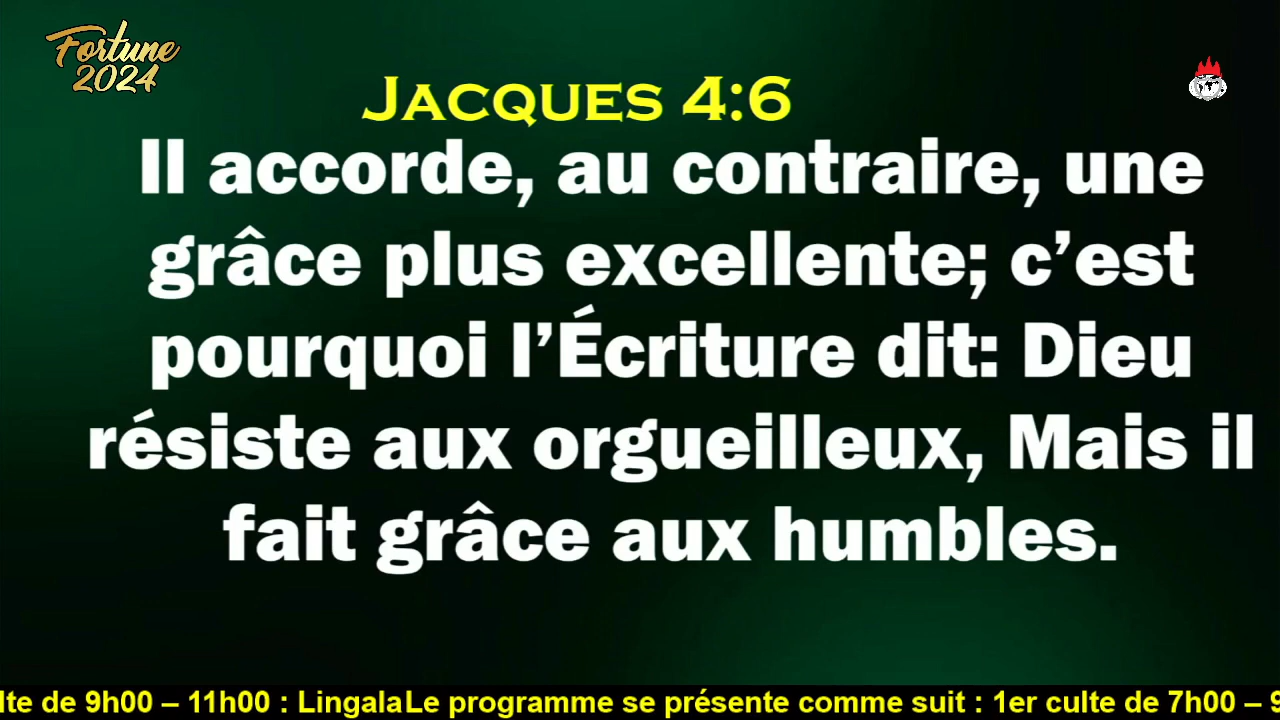 Fortune
2024
Jacques 4:6
Il accorde, au contraire, une
grâce plus excellente; c’est
pourquoi l’Écriture dit: Dieu
résiste aux orgueilleux, Mais il
fait grâce aux humbles.
lte de 9h00 – 11h00 : LingalaLe programme se présente comme suit : 1er culte de 7h00 – 9